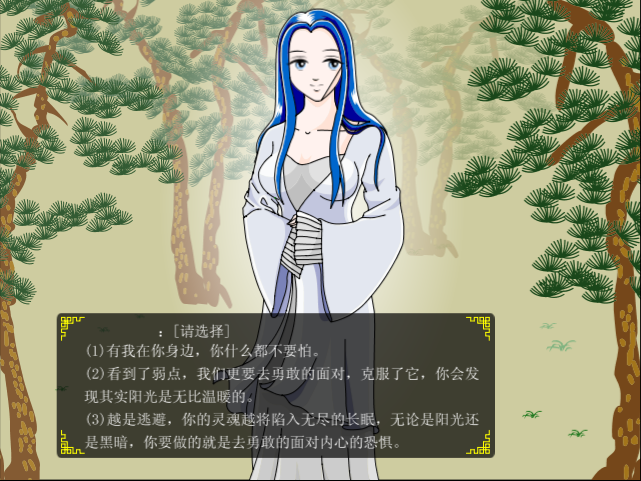 ：[请选择]
(1)有我在你身边，你什么都不要怕。
(2)看到了弱点，我们更要去勇敢的面对，克服了它，你会发
现其实阳光是无比温暖的。
(3)越是逃避，你的灵魂越将陷入无尽的长眠，无论是阳光还
是黑暗，你要做的就是去勇敢的面对内心的恐惧。